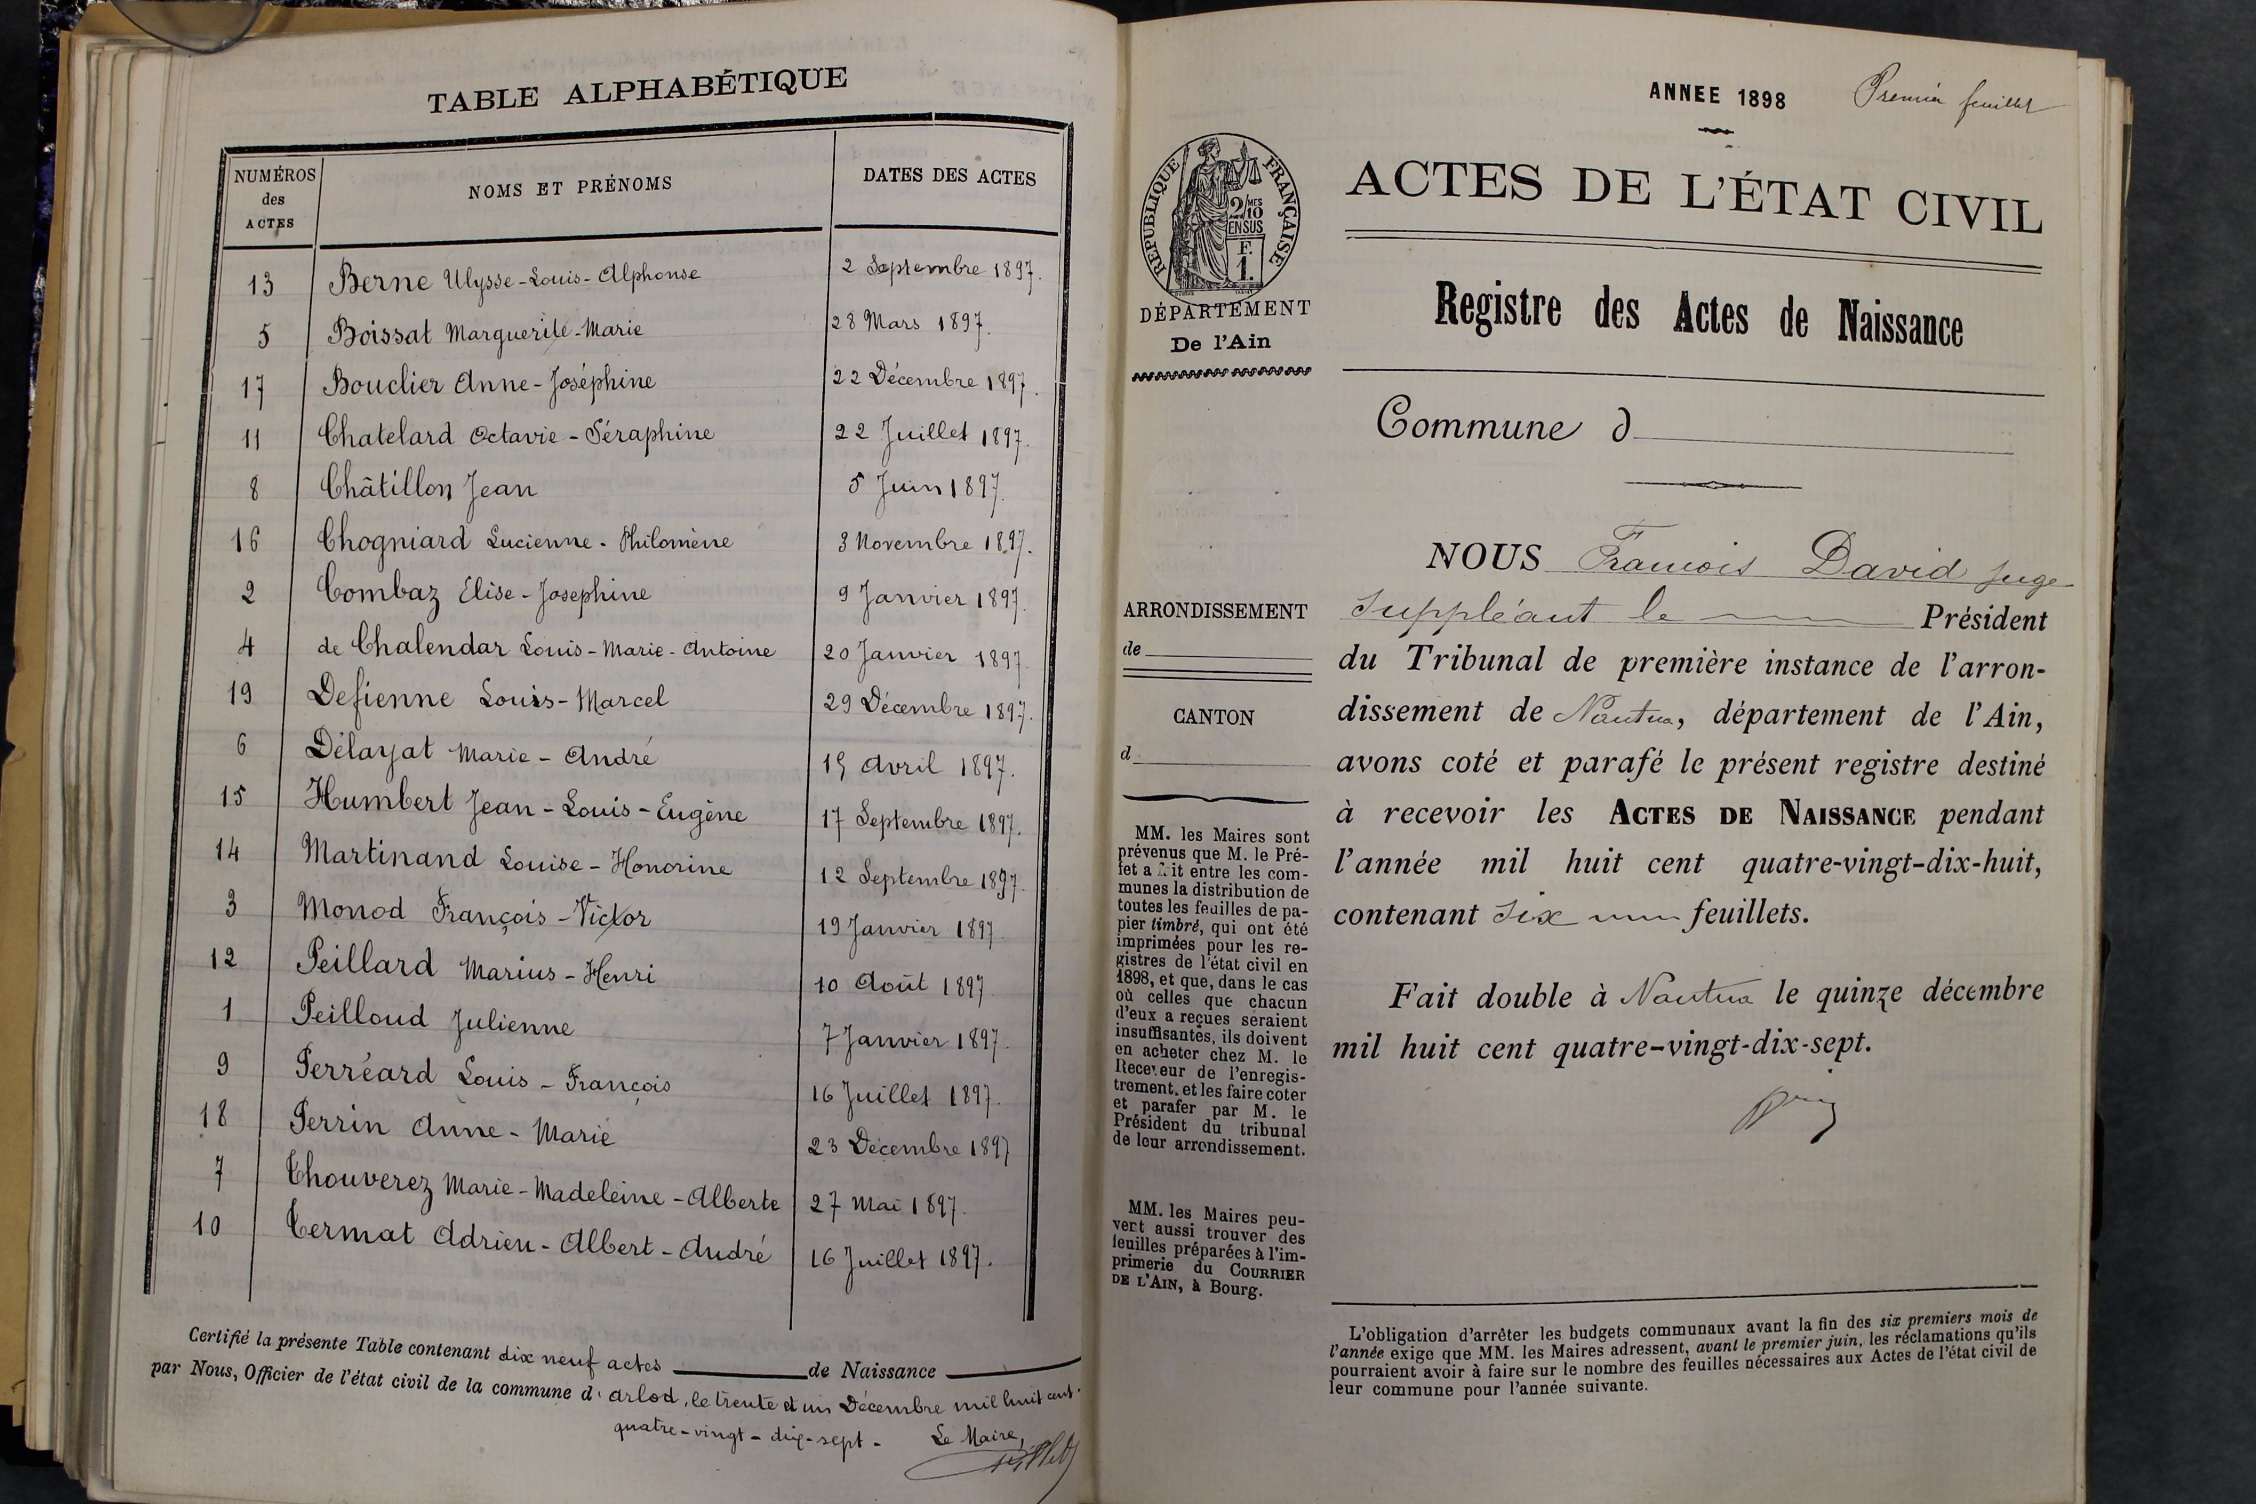 TABLE ALPHABÉTIQUE
NUMÉROS des ACTES NOMS ET PRÉNOMS DATES DES ACTES
13 Berne Ulysse-Louis-Alphonse 2 Septembre 1897.
5 Boissat Marguerite-Marie 28 Mars 1897.
17 Bouclier Anne-Joséphine 22 Décembre 1897.
11 Chatelard Octavie-Séraphine 22 Juillet 1897.
8 Châtillon Jean 5 Juin 1897.
16 Chogniard Lucienne-Philomène 3 Novembre 1897.
2 Combaz Elise-Josephine 9 Janvier 1897.
4 de Chalendar Louis-Marie-Antoine 20 Janvier 1897
19 Defienne Louis-Marcel 29 Décembre 1897.
6 Délayat Marie-André 15 Avril 1897.
15 Humbert Jean-Louis-Eugène 17 Septembre 1897.
14 Martinand Louise-Honorine 12 Septembre 1897.
3 Monod François-Victor 19 Janvier 1897
12 Peillard Marius-Henri 10 Août 1897
1 Peilloud Julienne 7 Janvier 1897.
9 Perréard Louis-François 16 Juillet 1897.
18 Perrin Anne-Marie 23 Décembre 1897
7 Thouverez Marie-Madeleine-Alberte 27 Mai 1897.
10 Termat Adrien-Albert-André 16 Juillet 1897.
Certifié la présente Table contenant dix neuf actes de Naissance
par Nous, Officier de l'état civil de la commune d'Arlod, le trente et un Décembre mil huit cent
quatre-vingt-dix-sept- Le Maire,
ANNEE 1898 Premier feuillet
RÉPUBLIQUE FRANÇAISE
2/MES
10
EN SUS
F.
1.
DÉPARTEMENT
De l'Ain
ARRONDISSEMENT
de
CANTON
d
MM. les Maires sont
prévenus que M. le Pré-
fet a fait entre les com-
munes la distribution de
toutes les feuilles de pa-
pier timbré, qui ont été
imprimées pour les re-
gistres de l'état civil en
1898, et que, dans le cas
où celles que chacun
d'eux a reçues seraient
insuffisantes, ils doivent
en acheter chez M. le
Receveur de l'enregis-
trement, et les faire coter
et parafer par M. le
Président du tribunal
de leur arrondissement.
MM. les Maires peu-
vent aussi trouver des
feuilles préparées à l'im-
primerie du COURRIER
DE L'AIN, à Bourg.
ACTES DE L'ÉTAT CIVIL
Registre des Actes de Naissance
Commune d
NOUS Francois David juge
suppléant le Président
du Tribunal de première instance de l'arron-
dissement de Nantua, département de l'Ain,
avons coté et parafé le présent registre destiné
à recevoir les ACTES DE NAISSANCE pendant
l'année mil huit cent quatre-vingt-dix-huit,
contenant six feuillets.
Fait double à Nantua le quinze décembre
mil huit cent quatre-vingt-dix-sept.
L'obligation d'arrêter les budgets communaux avant la fin des six premiers mois de
l'année exige que MM. les Maires adressent, avant le premier juin, les réclamations qu'ils
pourraient avoir à faire sur le nombre des feuilles nécessaires aux Actes de l'état civil de
leur commune pour l'année suivante.